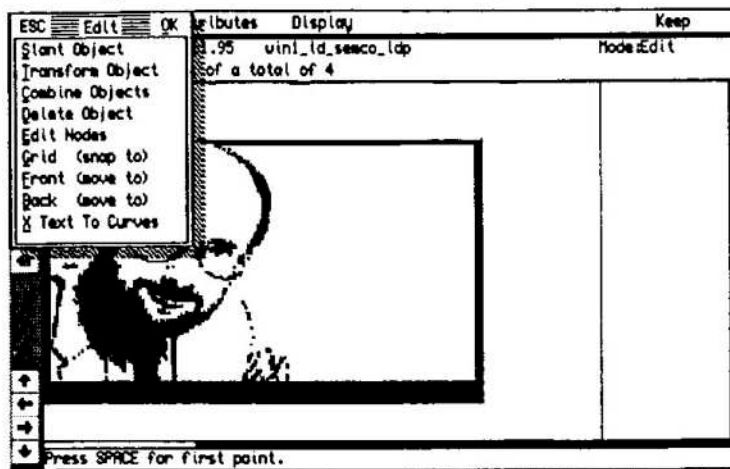 ESC Edit OK ributes Display Keep
Slant Object 1.95 win1_ld_semco_ldp Mode:Edit
Transform Object of a total of 4
Combine Objects
Delete Object
Edit Nodes
Grid (snap to)
Front (move to)
Back (move to)
X Text To Curves
Press SPACE for first point.